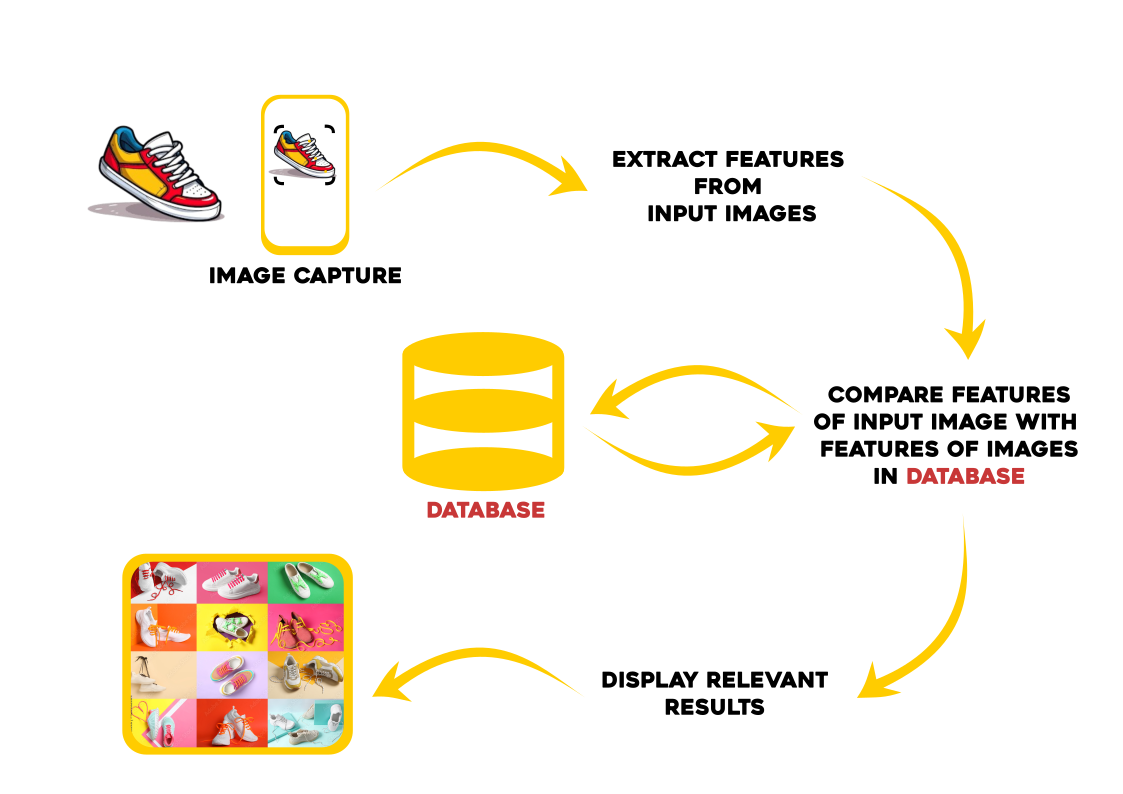 IMAGE CAPTURE
EXTRACT FEATURES
FROM
INPUT IMAGES
COMPARE FEATURES
OF INPUT IMAGE WITH
FEATURES OF IMAGES
IN DATABASE
DATABASE
DISPLAY RELEVANT
RESULTS